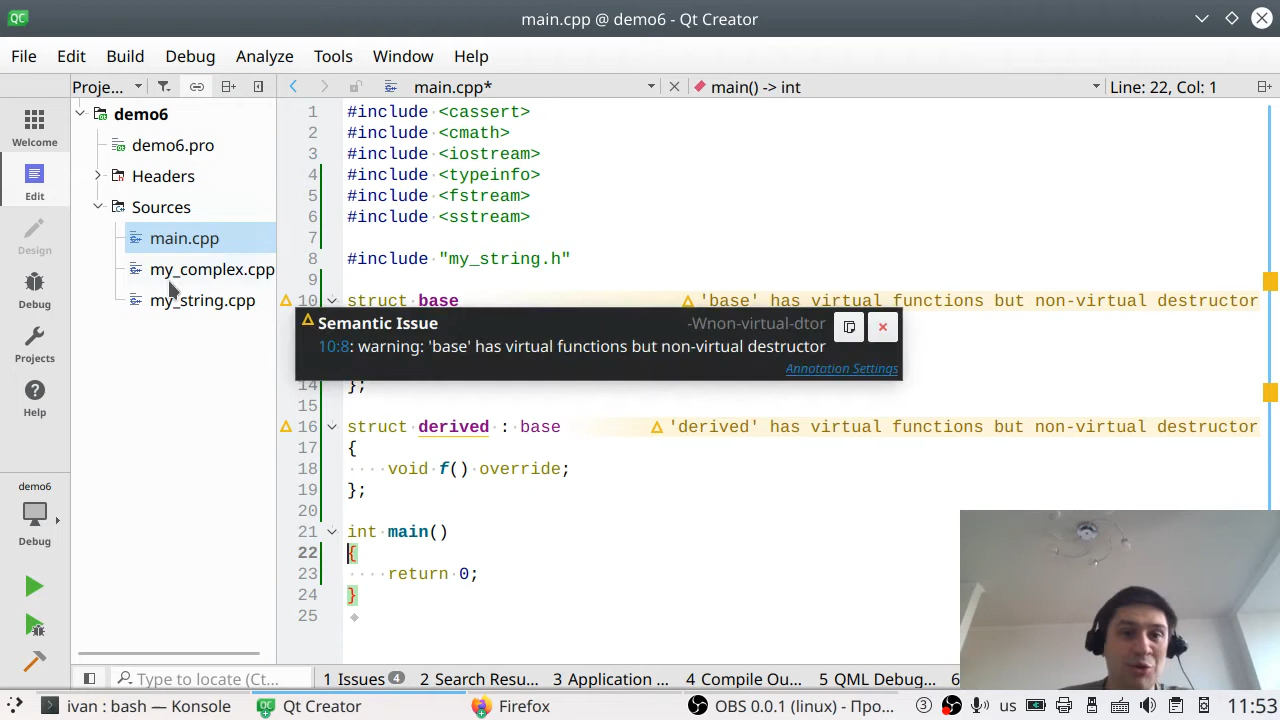 main.cpp @ demo6 - Qt Creator
File Edit Build Debug Analyze Tools Window Help
Proje... main.cpp* main() -> int Line: 22, Col: 1
Welcome
Edit
Design
Debug
Projects
Help
demo6
Debug
demo6
demo6.pro
Headers
Sources
main.cpp
my_complex.cpp
my_string.cpp
1 #include <cassert>
2 #include <cmath>
3 #include <iostream>
4 #include <typeinfo>
5 #include <fstream>
6 #include <sstream>
7
8 #include "my_string.h"
9
10 struct base 'base' has virtual functions but non-virtual destructor
Semantic Issue -Wnon-virtual-dtor
10:8: warning: 'base' has virtual functions but non-virtual destructor
Annotation Settings
14 };
15
16 struct derived : base 'derived' has virtual functions but non-virtual destructor
17 {
18 void f() override;
19 };
20
21 int main()
22 {
23 return 0;
24 }
25
Type to locate (Ct... 1 Issues 4 2 Search Resu... 3 Application ... 4 Compile Ou... 5 QML Debug... 6
ivan : bash — Konsole Qt Creator Firefox OBS 0.0.1 (linux) - Про... 3 us 11:53